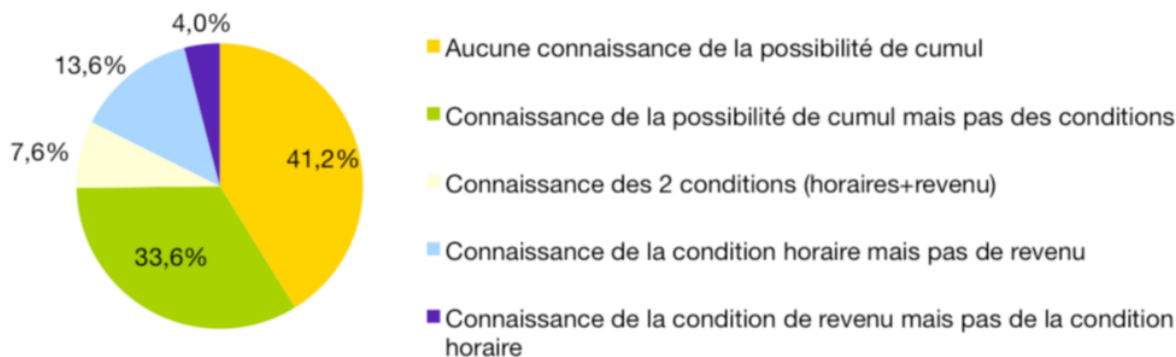 4,0%
13,6%
7,6%
41,2%
33,6%
Aucune connaissance de la possibilité de cumul
Connaissance de la possibilité de cumul mais pas des conditions
Connaissance des 2 conditions (horaires+revenu)
Connaissance de la condition horaire mais pas de revenu
Connaissance de la condition de revenu mais pas de la condition
horaire